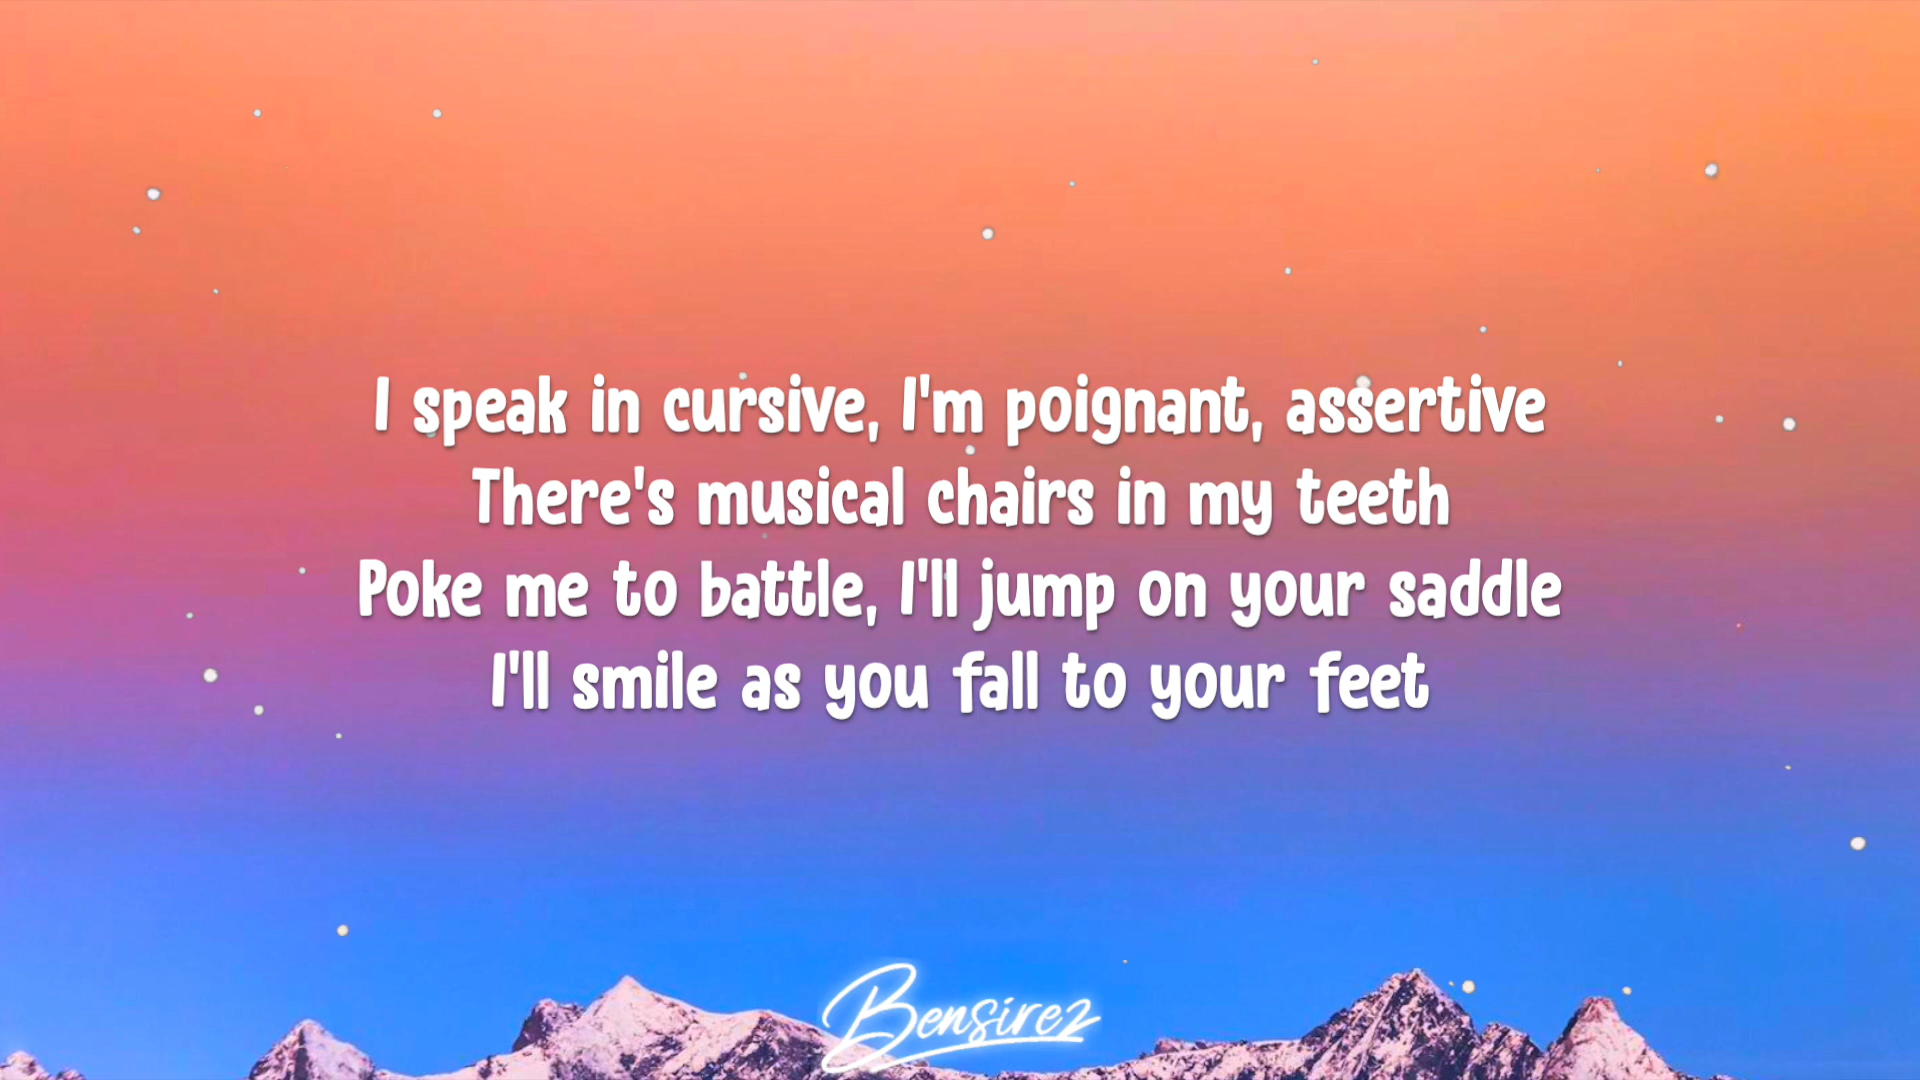 I speak in cursive, I'm poignant, assertive
There's musical chairs in my teeth
Poke me to battle, I'll jump on your saddle
I'll smile as you fall to your feet
Bensirez